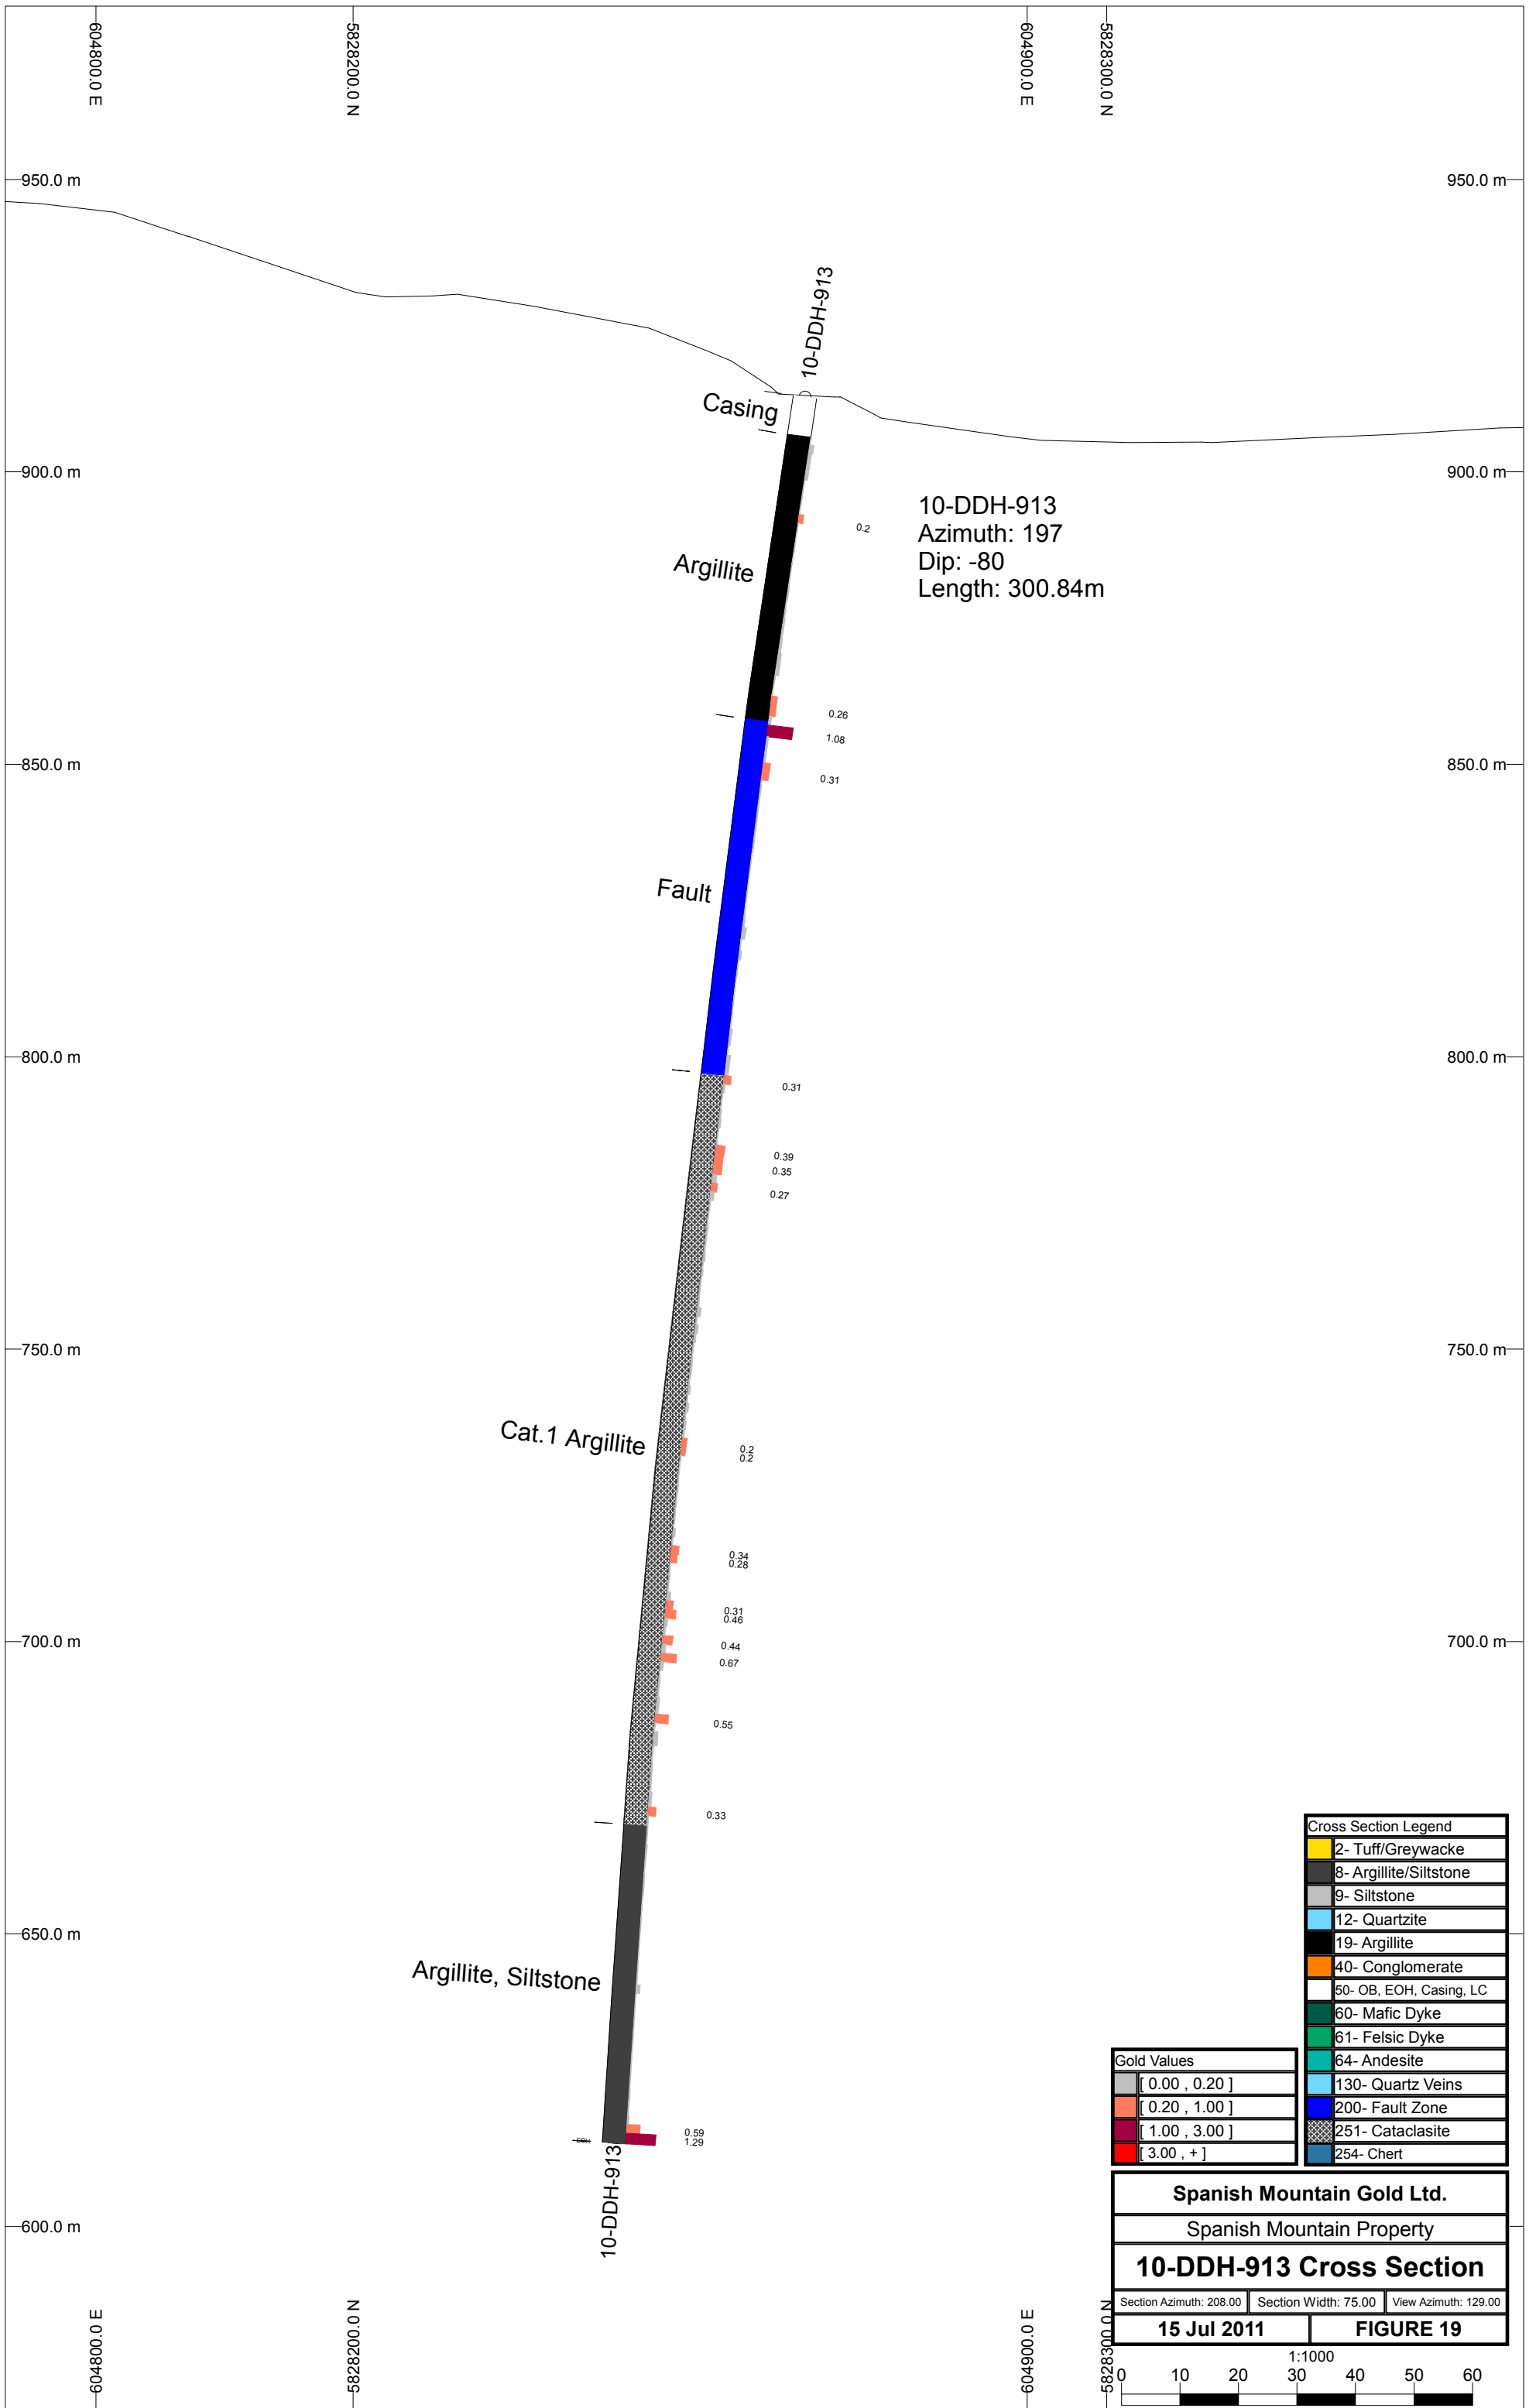 604800.0 E
5828200.0 N
604900.0 E
5828300.0 N
950.0 m
950.0 m
10-DDH-913
Casing
900.0 m
900.0 m
10-DDH-913
Azimuth: 197
Dip: -80
Length: 300.84m
0.2
Argillite
0.26
1.08
850.0 m
850.0 m
0.31
Fault
800.0 m
800.0 m
0.31
0.39
0.35
0.27
750.0 m
750.0 m
Cat.1 Argillite
0.2
0.2
0.34
0.28
0.31
0.46
700.0 m
700.0 m
0.44
0.67
0.55
0.33
650.0 m
Argillite, Siltstone
0.59
1.29
EOH
10-DDH-913
600.0 m
Cross Section Legend
2- Tuff/Greywacke
8- Argillite/Siltstone
9- Siltstone
12- Quartzite
19- Argillite
40- Conglomerate
50- OB, EOH, Casing, LC
60- Mafic Dyke
61- Felsic Dyke
64- Andesite
130- Quartz Veins
200- Fault Zone
251- Cataclasite
254- Chert
Gold Values
[ 0.00 , 0.20 ]
[ 0.20 , 1.00 ]
[ 1.00 , 3.00 ]
[ 3.00 , + ]
Spanish Mountain Gold Ltd.
Spanish Mountain Property
10-DDH-913 Cross Section
Section Azimuth: 208.00
Section Width: 75.00
View Azimuth: 129.00
15 Jul 2011
FIGURE 19
1:1000
0 10 20 30 40 50 60
604800.0 E
5828200.0 N
604900.0 E
5828300.0 N